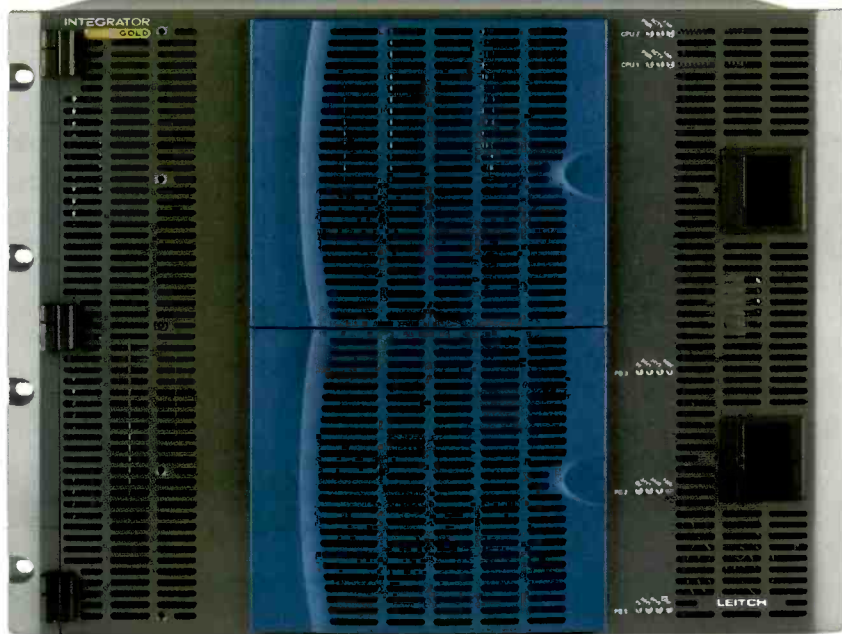 INTEGRATOR
GOLD
CPU 2
CPU 1
PS 3
PS 2
PS 1
LEITCH